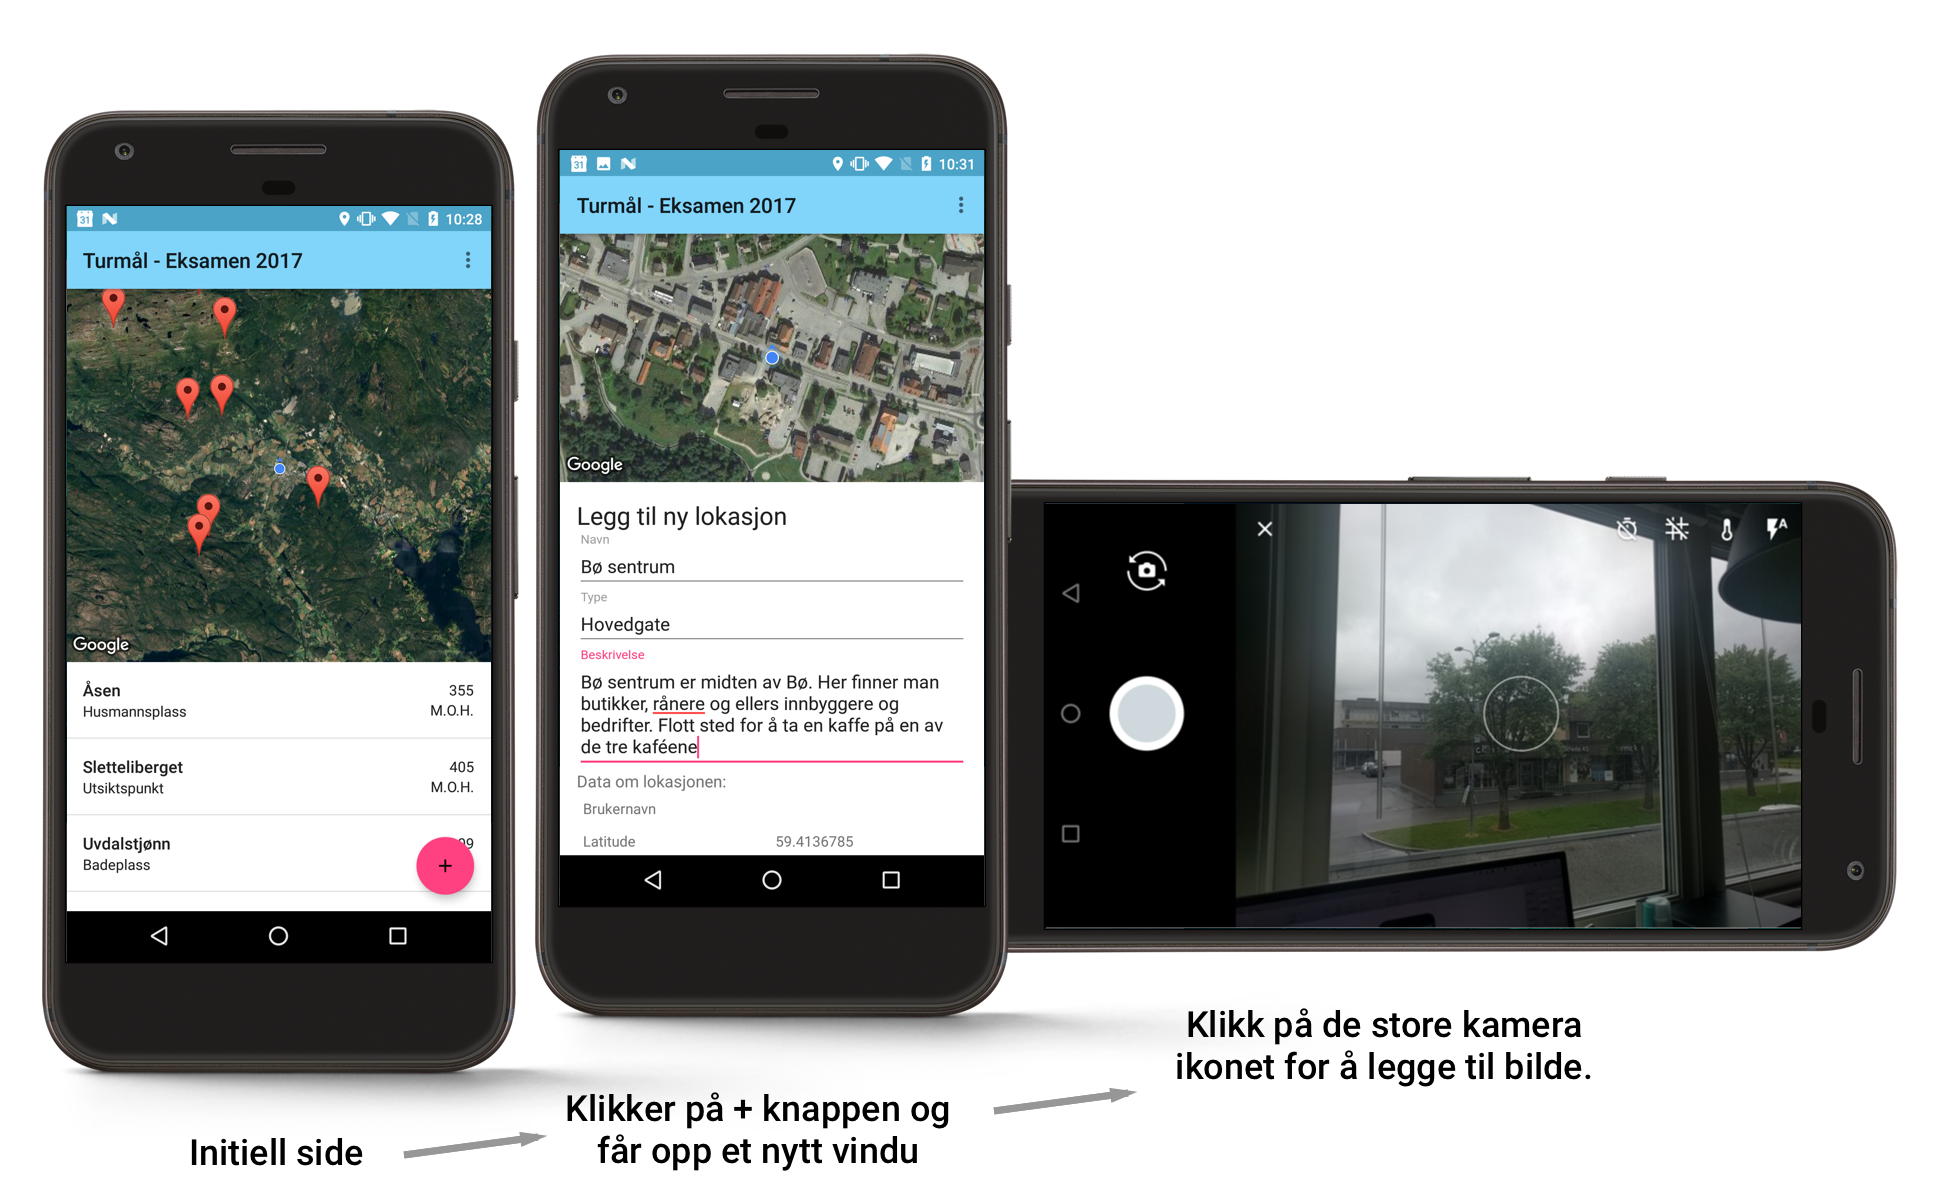 31 10:28
Turmål - Eksamen 2017
Google
Åsen 355
Husmannsplass M.O.H.
Sletteliberget 405
Utsiktspunkt M.O.H.
Uvdalstjønn
Badeplass
+
31 10:31
Turmål - Eksamen 2017
Google
Legg til ny lokasjon
Navn
Bø sentrum
Type
Hovedgate
Beskrivelse
Bø sentrum er midten av Bø. Her finner man
butikker, rånere og ellers innbyggere og
bedrifter. Flott sted for å ta en kaffe på en av
de tre kaféene
Data om lokasjonen:
Brukernavn
Latitude 59.4136785
A
Initiell side
Klikker på + knappen og
får opp et nytt vindu
Klikk på de store kamera
ikonet for å legge til bilde.